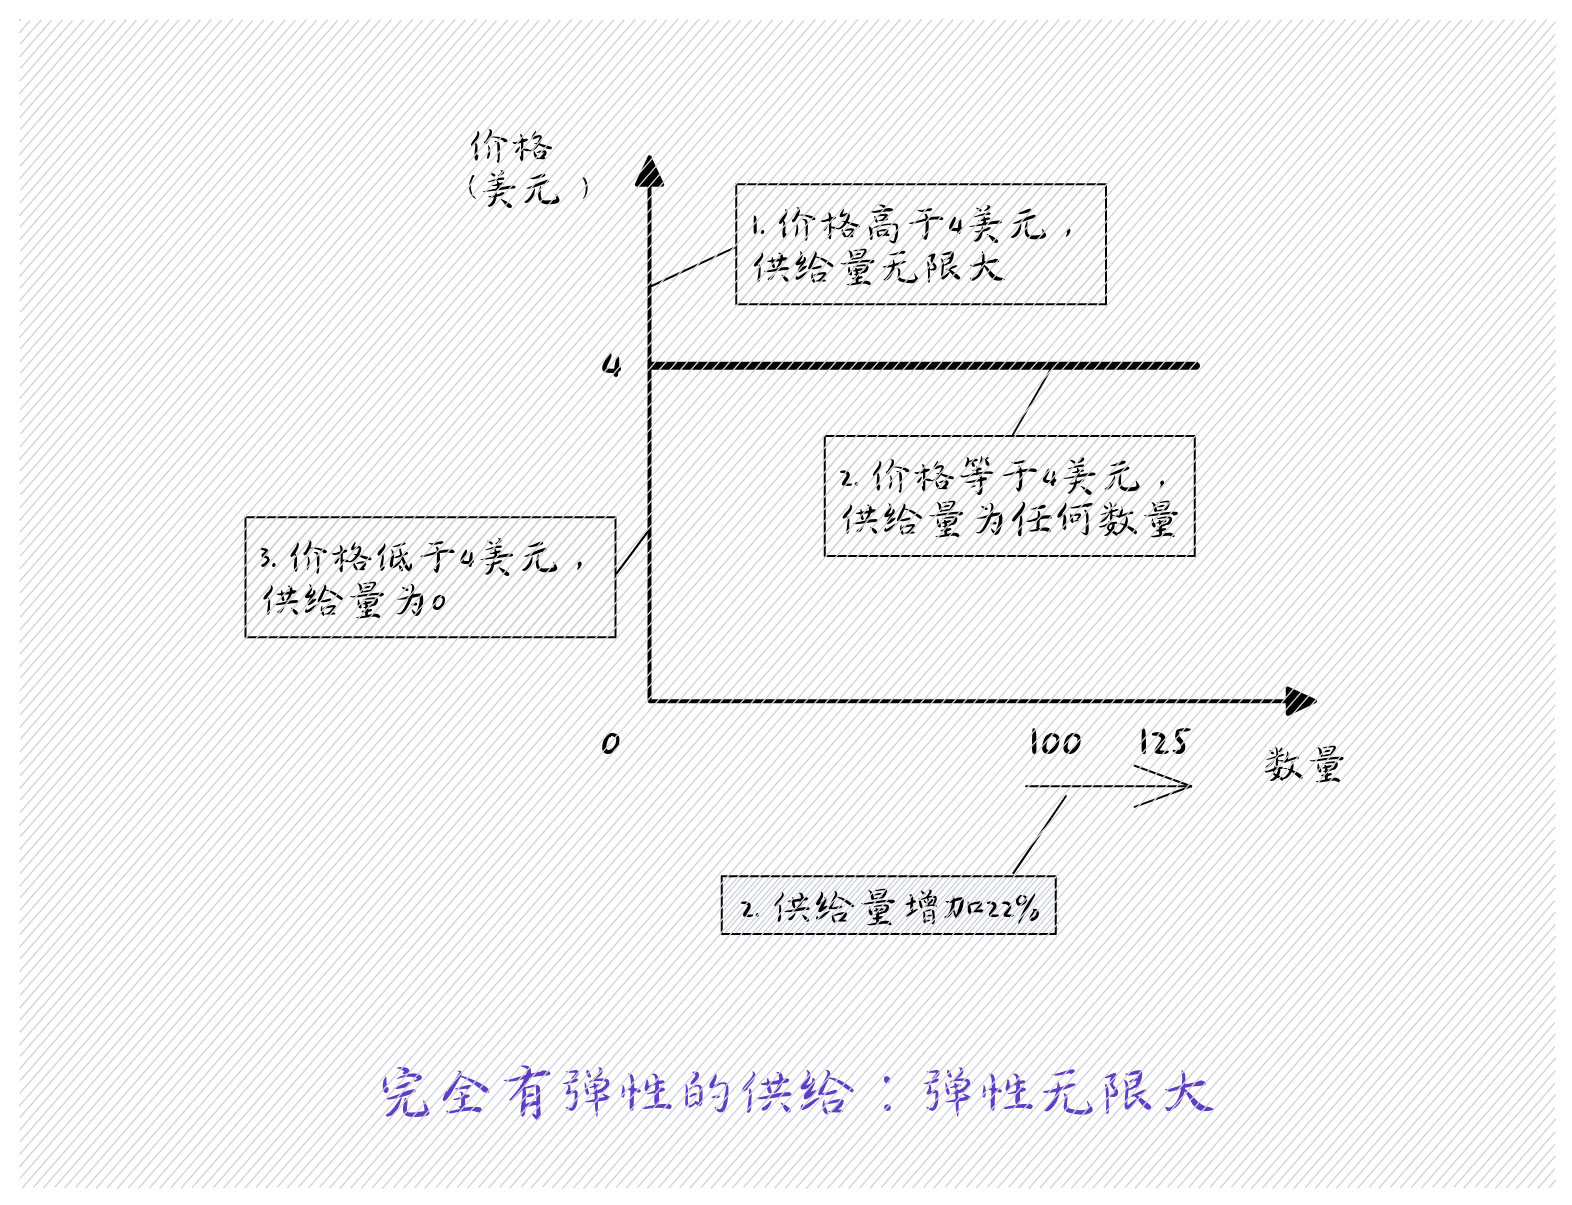 价格
(美元)
1. 价格高于4美元，
供给量无限大
4
2. 价格等于4美元，
供给量为任何数量
3. 价格低于4美元，
供给量为0
0
100
125
数量
2. 供给量增加22%
完全有弹性的供给：弹性无限大